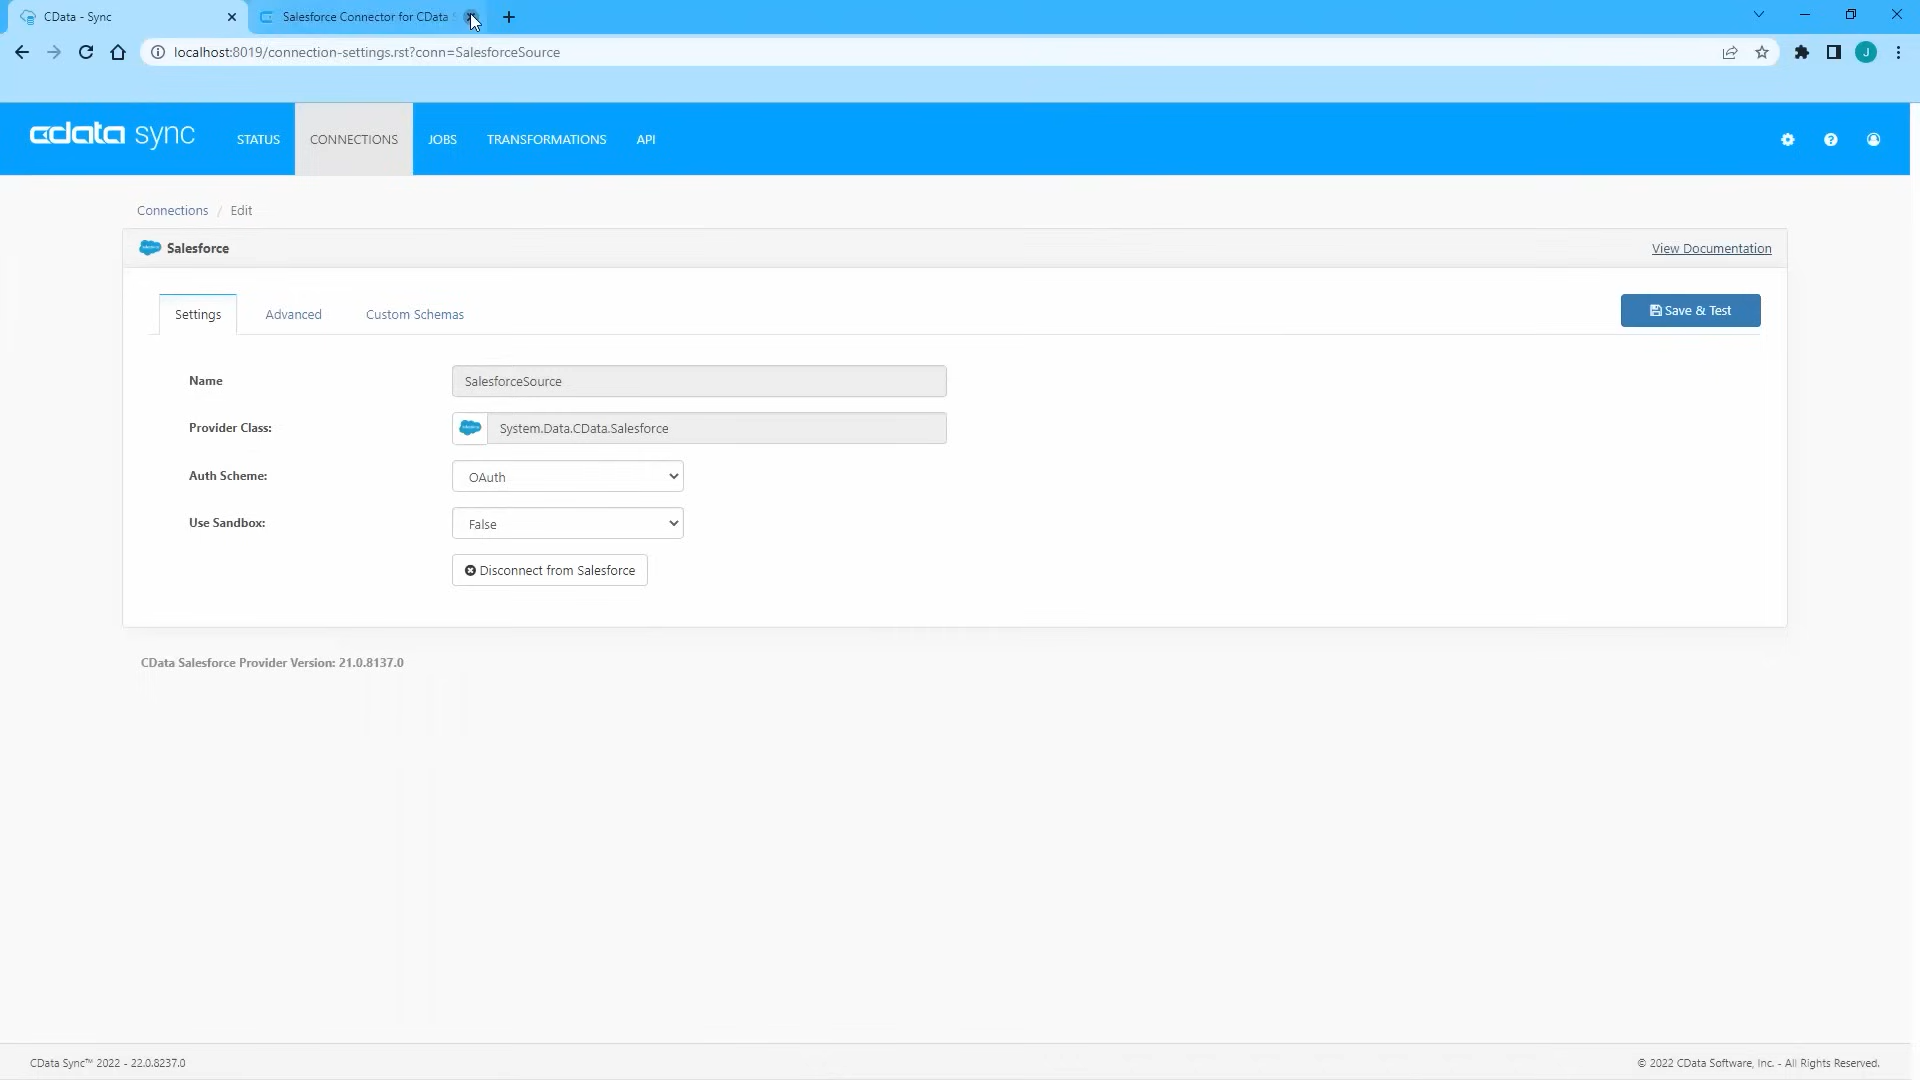 CData - Sync
Salesforce Connector for CData
localhost:8019/connection-settings.rst?conn=SalesforceSource
J
cdata sync
STATUS
CONNECTIONS
JOBS
TRANSFORMATIONS
API
Connections / Edit
Salesforce
View Documentation
Settings
Advanced
Custom Schemas
Save & Test
Name
SalesforceSource
Provider Class:
System.Data.CData.Salesforce
Auth Scheme:
OAuth
Use Sandbox:
False
Disconnect from Salesforce
CData Salesforce Provider Version: 21.0.8137.0
CData Sync™ 2022 - 22.0.8237.0
© 2022 CData Software, Inc. - All Rights Reserved.